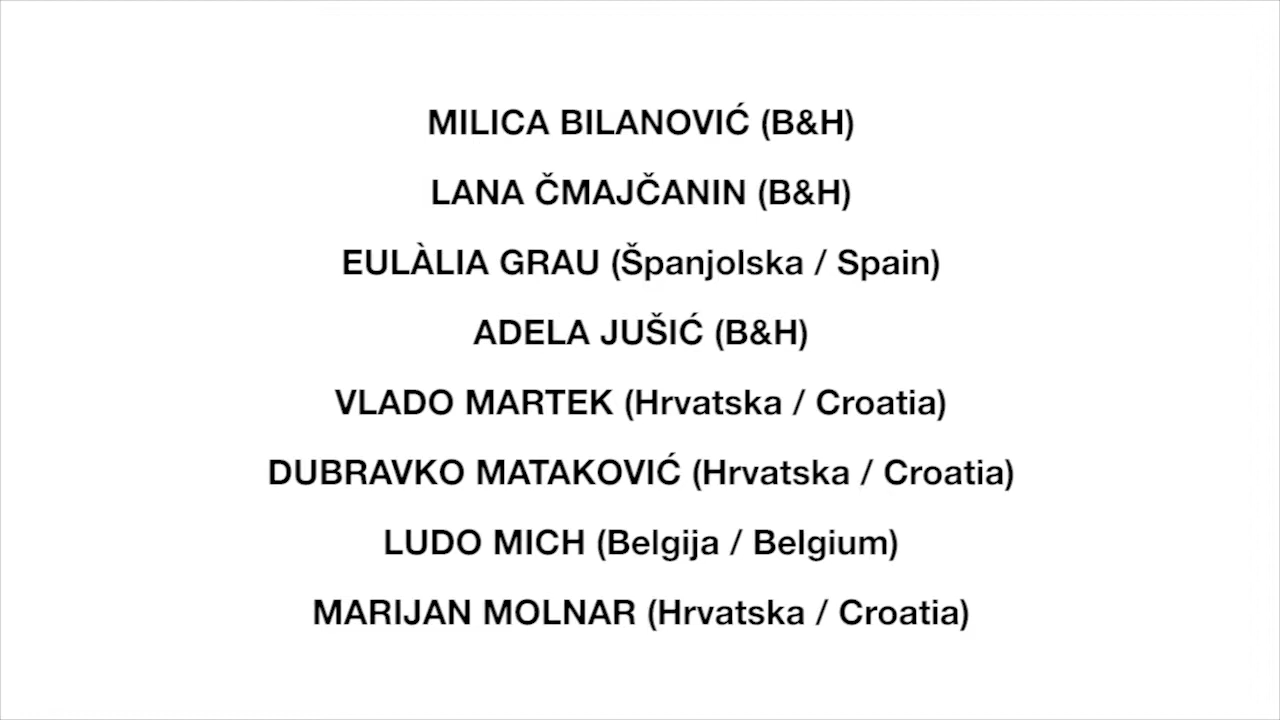 MILICA BILANOVIĆ (B&H)
LANA ČMAJČANIN (B&H)
EULÀLIA GRAU (Španjolska / Spain)
ADELA JUŠIĆ (B&H)
VLADO MARTEK (Hrvatska / Croatia)
DUBRAVKO MATAKOVIĆ (Hrvatska / Croatia)
LUDO MICH (Belgija / Belgium)
MARIJAN MOLNAR (Hrvatska / Croatia)